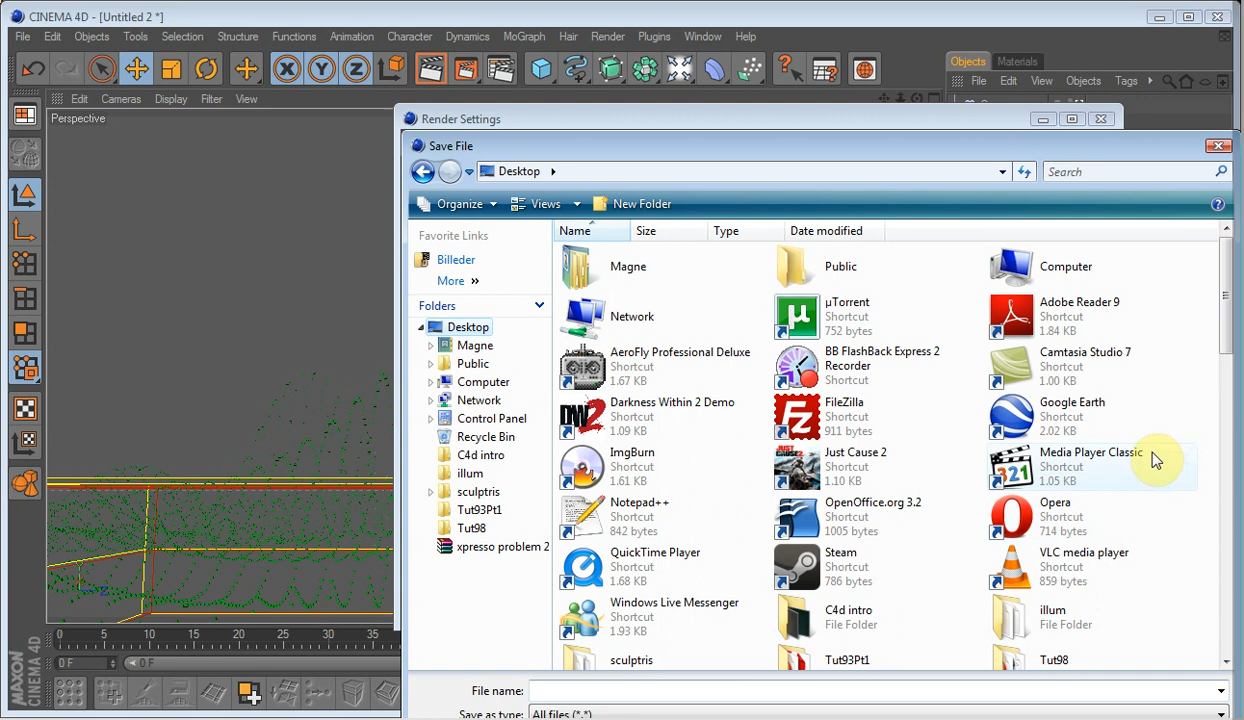 CINEMA 4D - [Untitled 2 *]
File Edit Objects Tools Selection Structure Functions Animation Character Dynamics MoGraph Hair Render Plugins Window Help
Objects Materials
File Edit View Objects Tags
Edit Cameras Display Filter View
Perspective
Render Settings
Save File
Desktop
Search
Organize Views New Folder
Favorite Links
Billeder
More »
Folders
Desktop
Magne
Public
Computer
Network
Control Panel
Recycle Bin
C4d intro
illum
sculptris
Tut93Pt1
Tut98
xpresso problem 2
Name Size Type Date modified
Magne
Public
Computer
Network
µTorrent
Shortcut
752 bytes
Adobe Reader 9
Shortcut
1.84 KB
AeroFly Professional Deluxe
Shortcut
1.67 KB
BB FlashBack Express 2
Recorder
Shortcut
Camtasia Studio 7
Shortcut
1.00 KB
Darkness Within 2 Demo
Shortcut
1.09 KB
FileZilla
Shortcut
911 bytes
Google Earth
Shortcut
2.02 KB
ImgBurn
Shortcut
1.61 KB
Just Cause 2
Shortcut
1.10 KB
Media Player Classic
Shortcut
1.05 KB
Notepad++
Shortcut
842 bytes
OpenOffice.org 3.2
Shortcut
1005 bytes
Opera
Shortcut
714 bytes
QuickTime Player
Shortcut
1.68 KB
Steam
Shortcut
786 bytes
VLC media player
Shortcut
859 bytes
Windows Live Messenger
Shortcut
1.93 KB
C4d intro
File Folder
illum
File Folder
sculptris
Tut93Pt1
Tut98
File name:
Save as type: All files (*.*)
Z
0 5 10 15 20 25 30 35
0 F
0 F
MAXON
CINEMA 4D